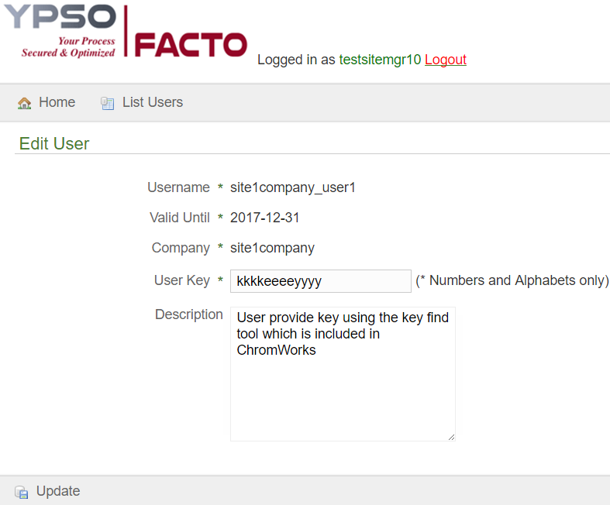 YPSO
Your Process
Secured & Optimized
FACTO
Logged in as testsitemgr10 Logout
Home List Users
Edit User
Username * site1company_user1
Valid Until * 2017-12-31
Company * site1company
User Key * kkkkeeeeyyyy (* Numbers and Alphabets only)
Description User provide key using the key find
tool which is included in
ChromWorks
Update